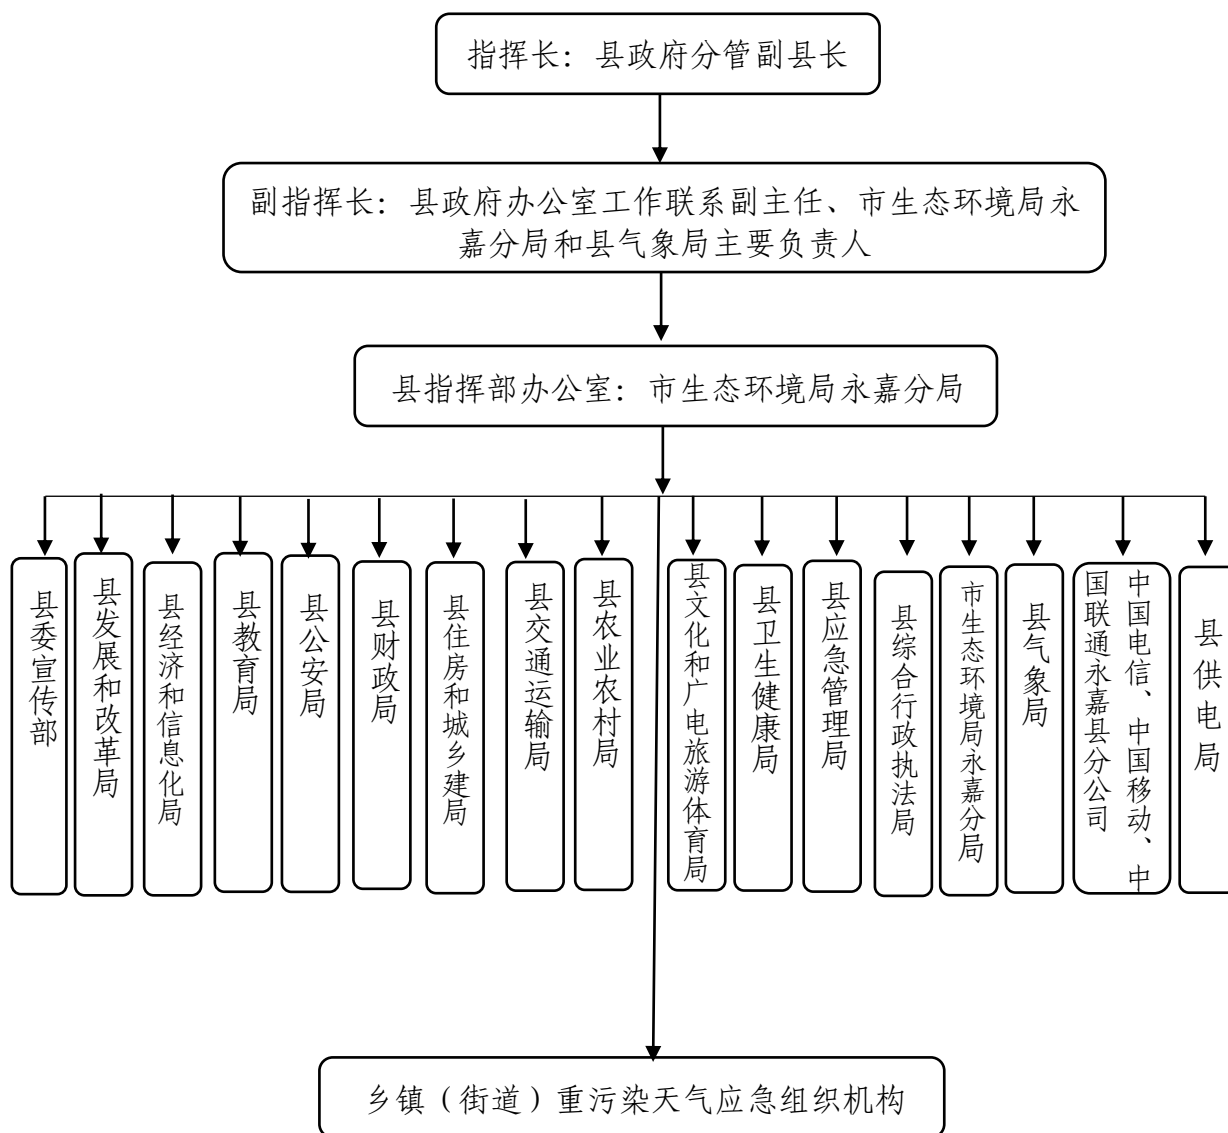 指挥长：县政府分管副县长
副指挥长：县政府办公室工作联系副主任、市生态环境局永
嘉分局和县气象局主要负责人
县指挥部办公室：市生态环境局永嘉分局
县委宣传部
县发展和改革局
县经济和信息化局
县教育局
县公安局
县财政局
县住房和城乡建局
县交通运输局
县农业农村局
县文化和广电旅游体育局
县卫生健康局
县应急管理局
县综合行政执法局
市生态环境局永嘉分局
县气象局
中国电信、中国移动、中
国联通永嘉县分公司
县供电局
乡镇（街道）重污染天气应急组织机构